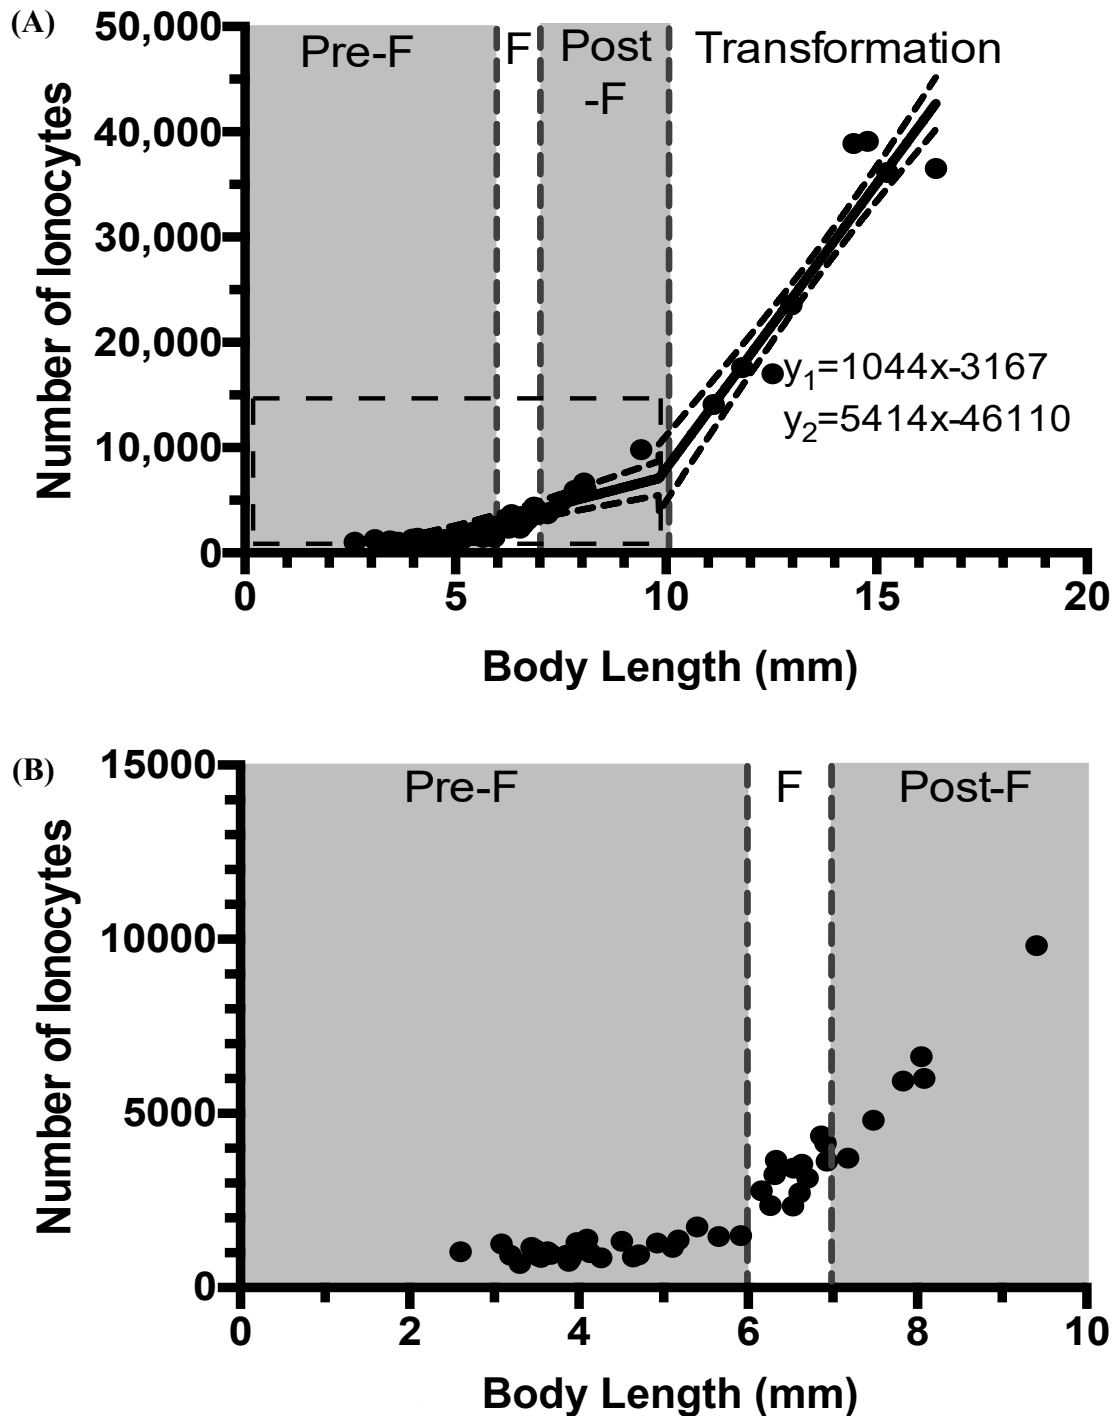 (A)
50,000
40,000
30,000
20,000
10,000
0
Number of Ionocytes
Pre-F
F
Post
-F
Transformation
y1=1044x-3167
y2=5414x-46110
0 5 10 15 20
Body Length (mm)
(B)
15000
10000
5000
0
Number of Ionocytes
Pre-F
F
Post-F
0 2 4 6 8 10
Body Length (mm)